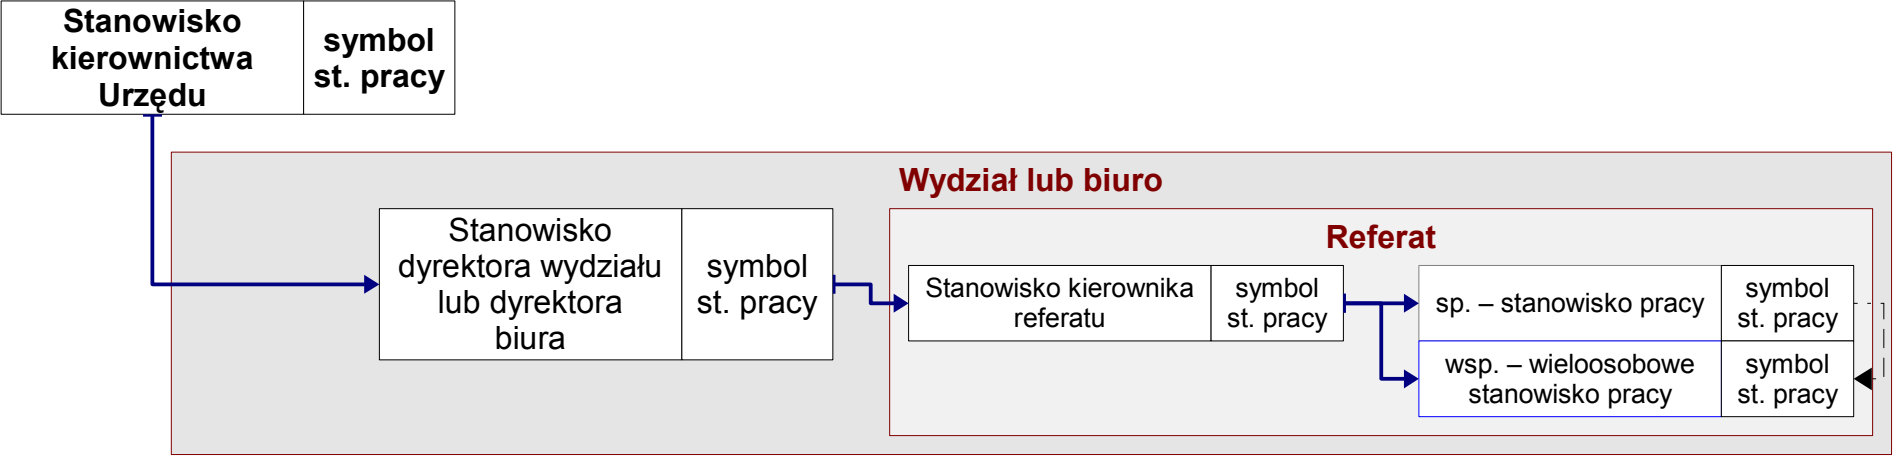 Stanowisko
kierownictwa
Urzędu
symbol
st. pracy
Wydział lub biuro
Stanowisko
dyrektora wydziału
lub dyrektora
biura
symbol
st. pracy
Referat
Stanowisko kierownika
referatu
symbol
st. pracy
sp. – stanowisko pracy
symbol
st. pracy
wsp. – wieloosobowe
stanowisko pracy
symbol
st. pracy